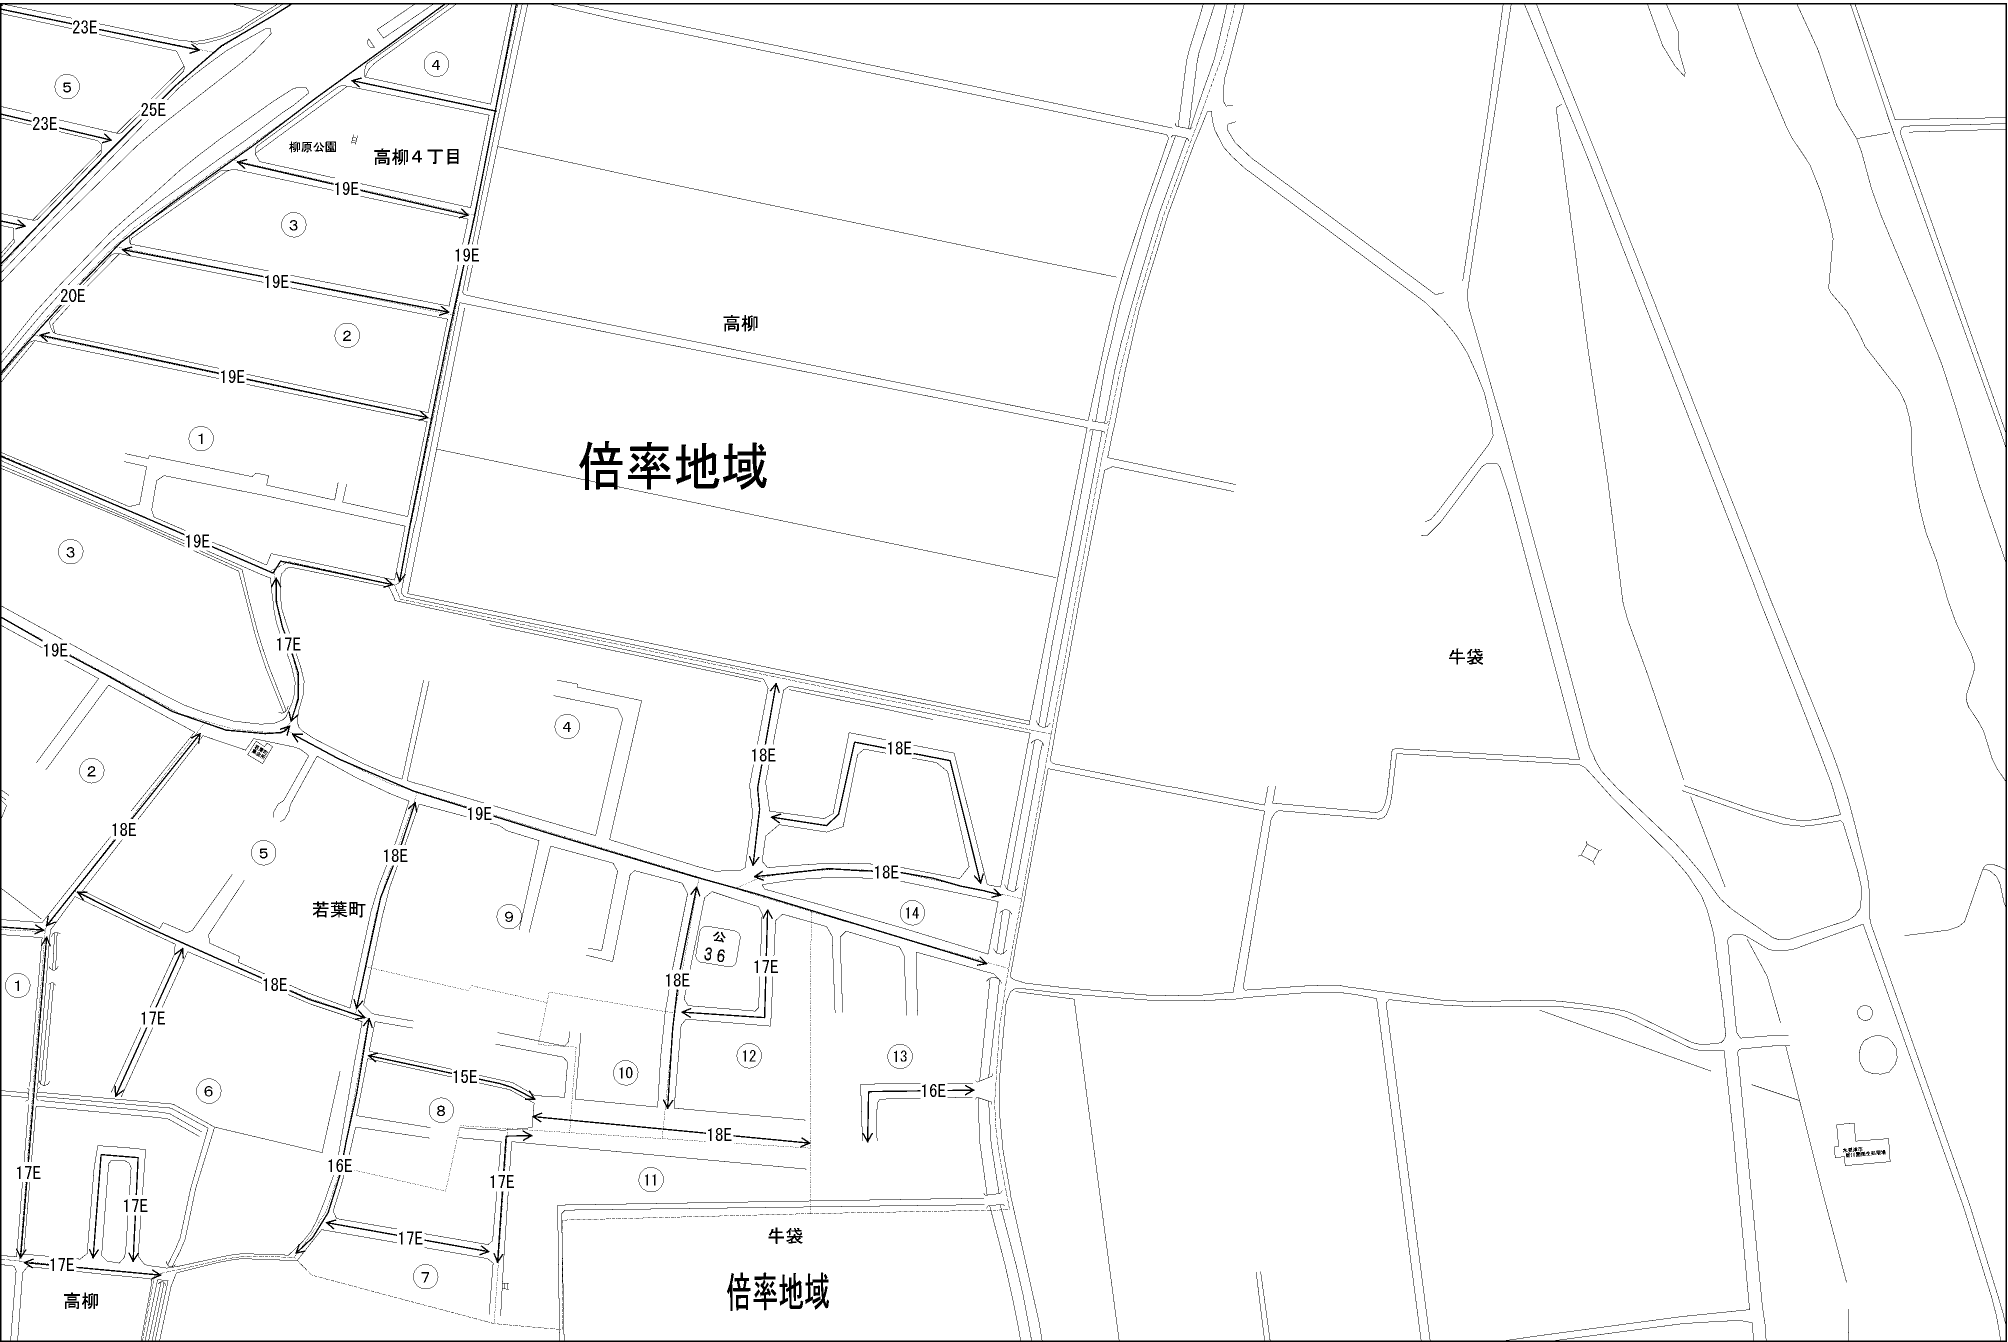 23E
④
⑤
25E
23E
柳原公園
高柳４丁目
19E
③
19E
19E
20E
高柳
②
19E
①
倍率地域
19E
③
17E
19E
牛袋
④
18E
18E
②
19E
18E
⑤
18E
18E
若葉町
⑨
⑭
公
36
17E
18E
①
18E
17E
⑫
⑬
⑩
15E
⑥
16E
⑧
18E
16E
17E
17E
⑪
17E
牛袋
17E
17E
⑦
高柳
倍率地域